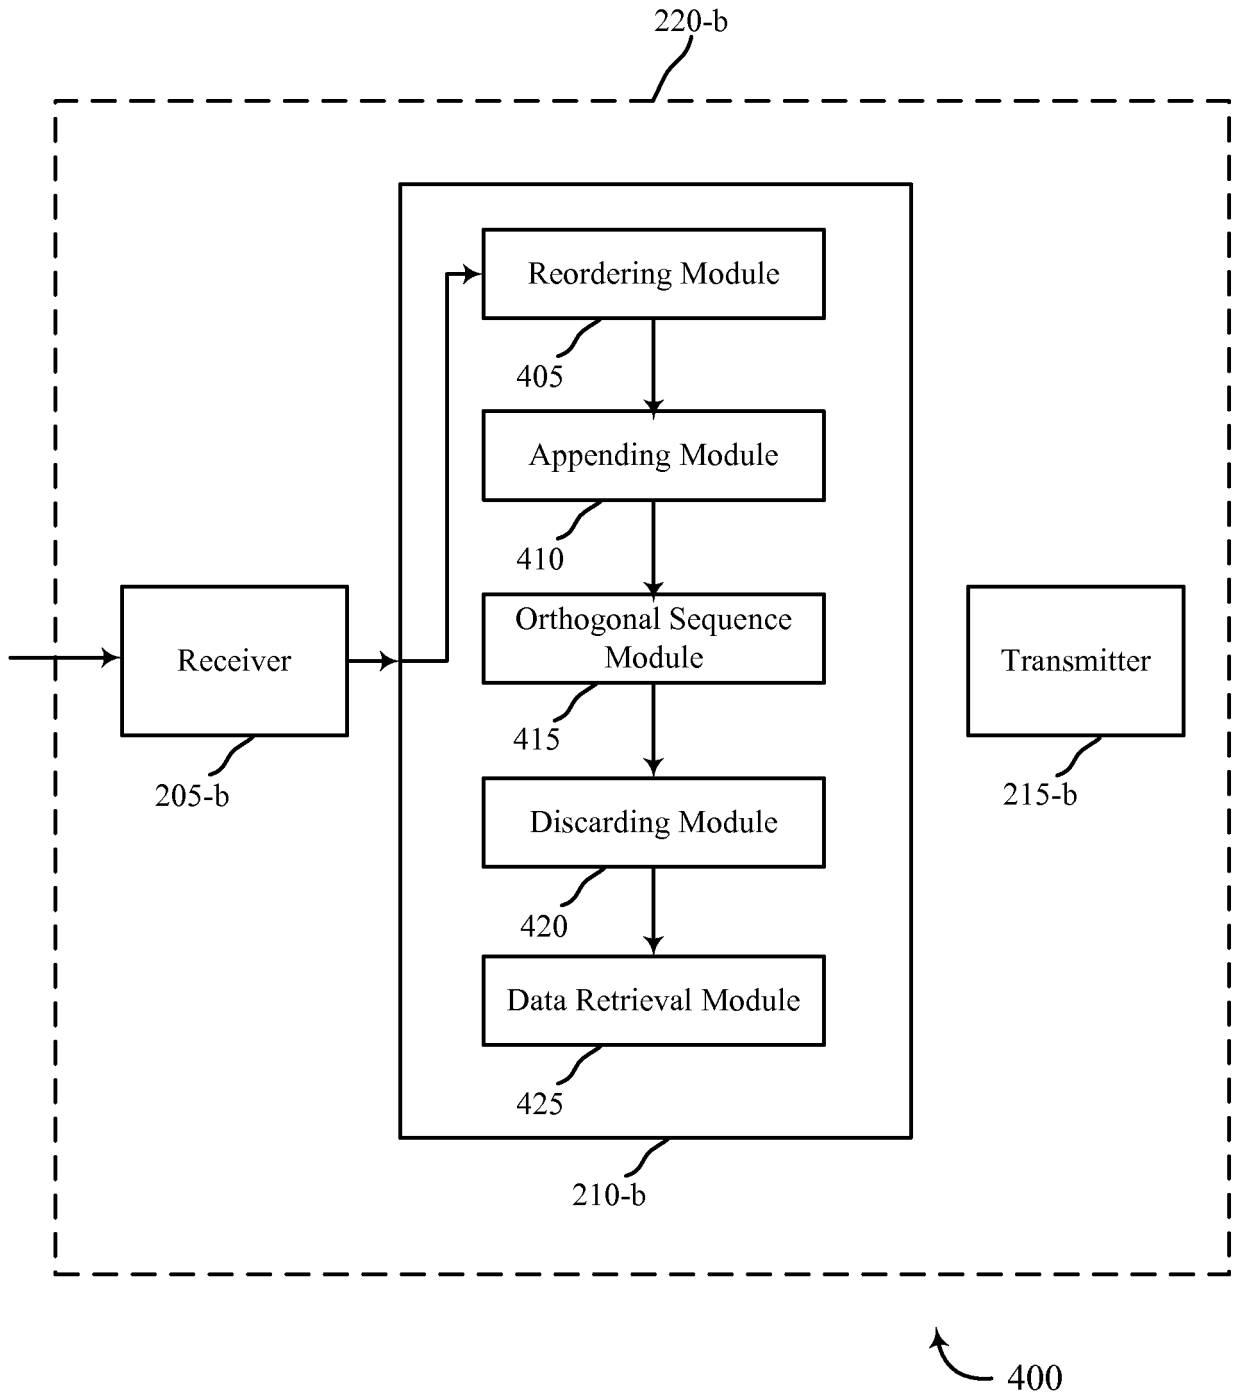 220-b
Reordering Module
405
Appending Module
410
Orthogonal Sequence
Module
415
Receiver
205-b
Transmitter
215-b
Discarding Module
420
Data Retrieval Module
425
210-b
400